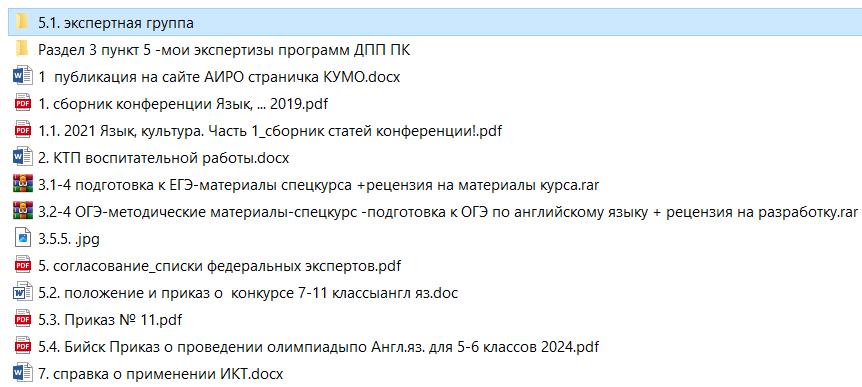 5.1. экспертная группа
Раздел 3 пункт 5 -мои экспертизы программ ДПП ПК
1  публикация на сайте АИРО страничка КУМО.docx
1. сборник конференции Язык, ... 2019.pdf
1.1. 2021 Язык, культура. Часть 1_сборник статей конференции!.pdf
2. КТП воспитательной работы.docx
3.1-4 подготовка к ЕГЭ-материалы спецкурса +рецензия на материалы курса.rar
3.2-4 ОГЭ-методические материалы-спецкурс -подготовка к ОГЭ по английскому языку + рецензия на разработку.rar
3.5.5. .jpg
5. согласование_списки федеральных экспертов.pdf
5.2. положение и приказ о  конкурсе 7-11 классыангл яз.doc
5.3. Приказ № 11.pdf
5.4. Бийск Приказ о проведении олимпиадыпо Англ.яз. для 5-6 классов 2024.pdf
7. справка о применении ИКТ.docx